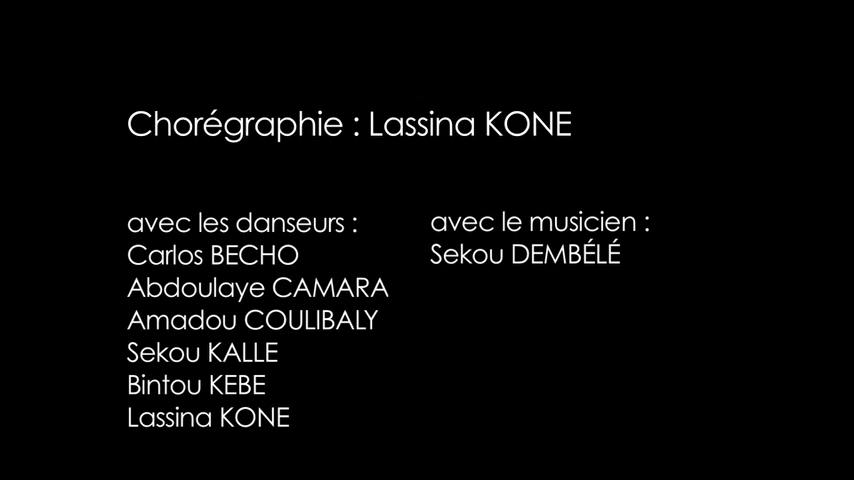 Chorégraphie : Lassina KONE
avec les danseurs :
Carlos BECHO
Abdoulaye CAMARA
Amadou COULIBALY
Sekou KALLE
Bintou KEBE
Lassina KONE
avec le musicien :
Sekou DEMBÉLÉ